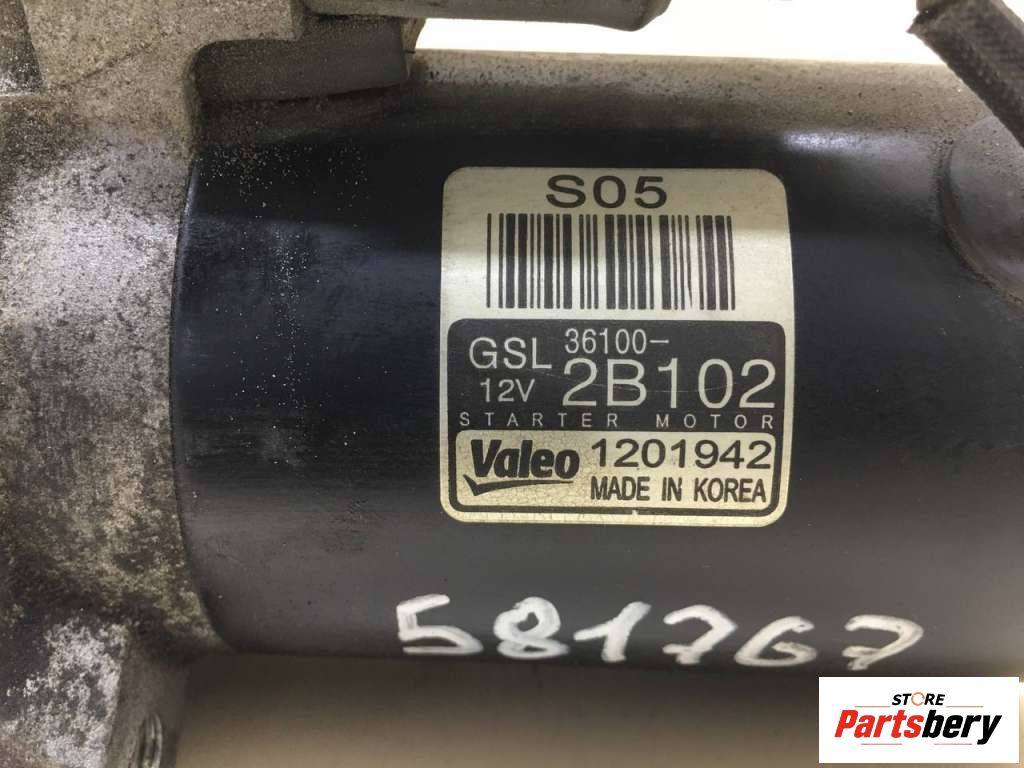 S05
GSL 36100-
12V 2B102
STARTER MOTOR
Valeo 1201942
MADE IN KOREA
581767
STORE
Partsbery